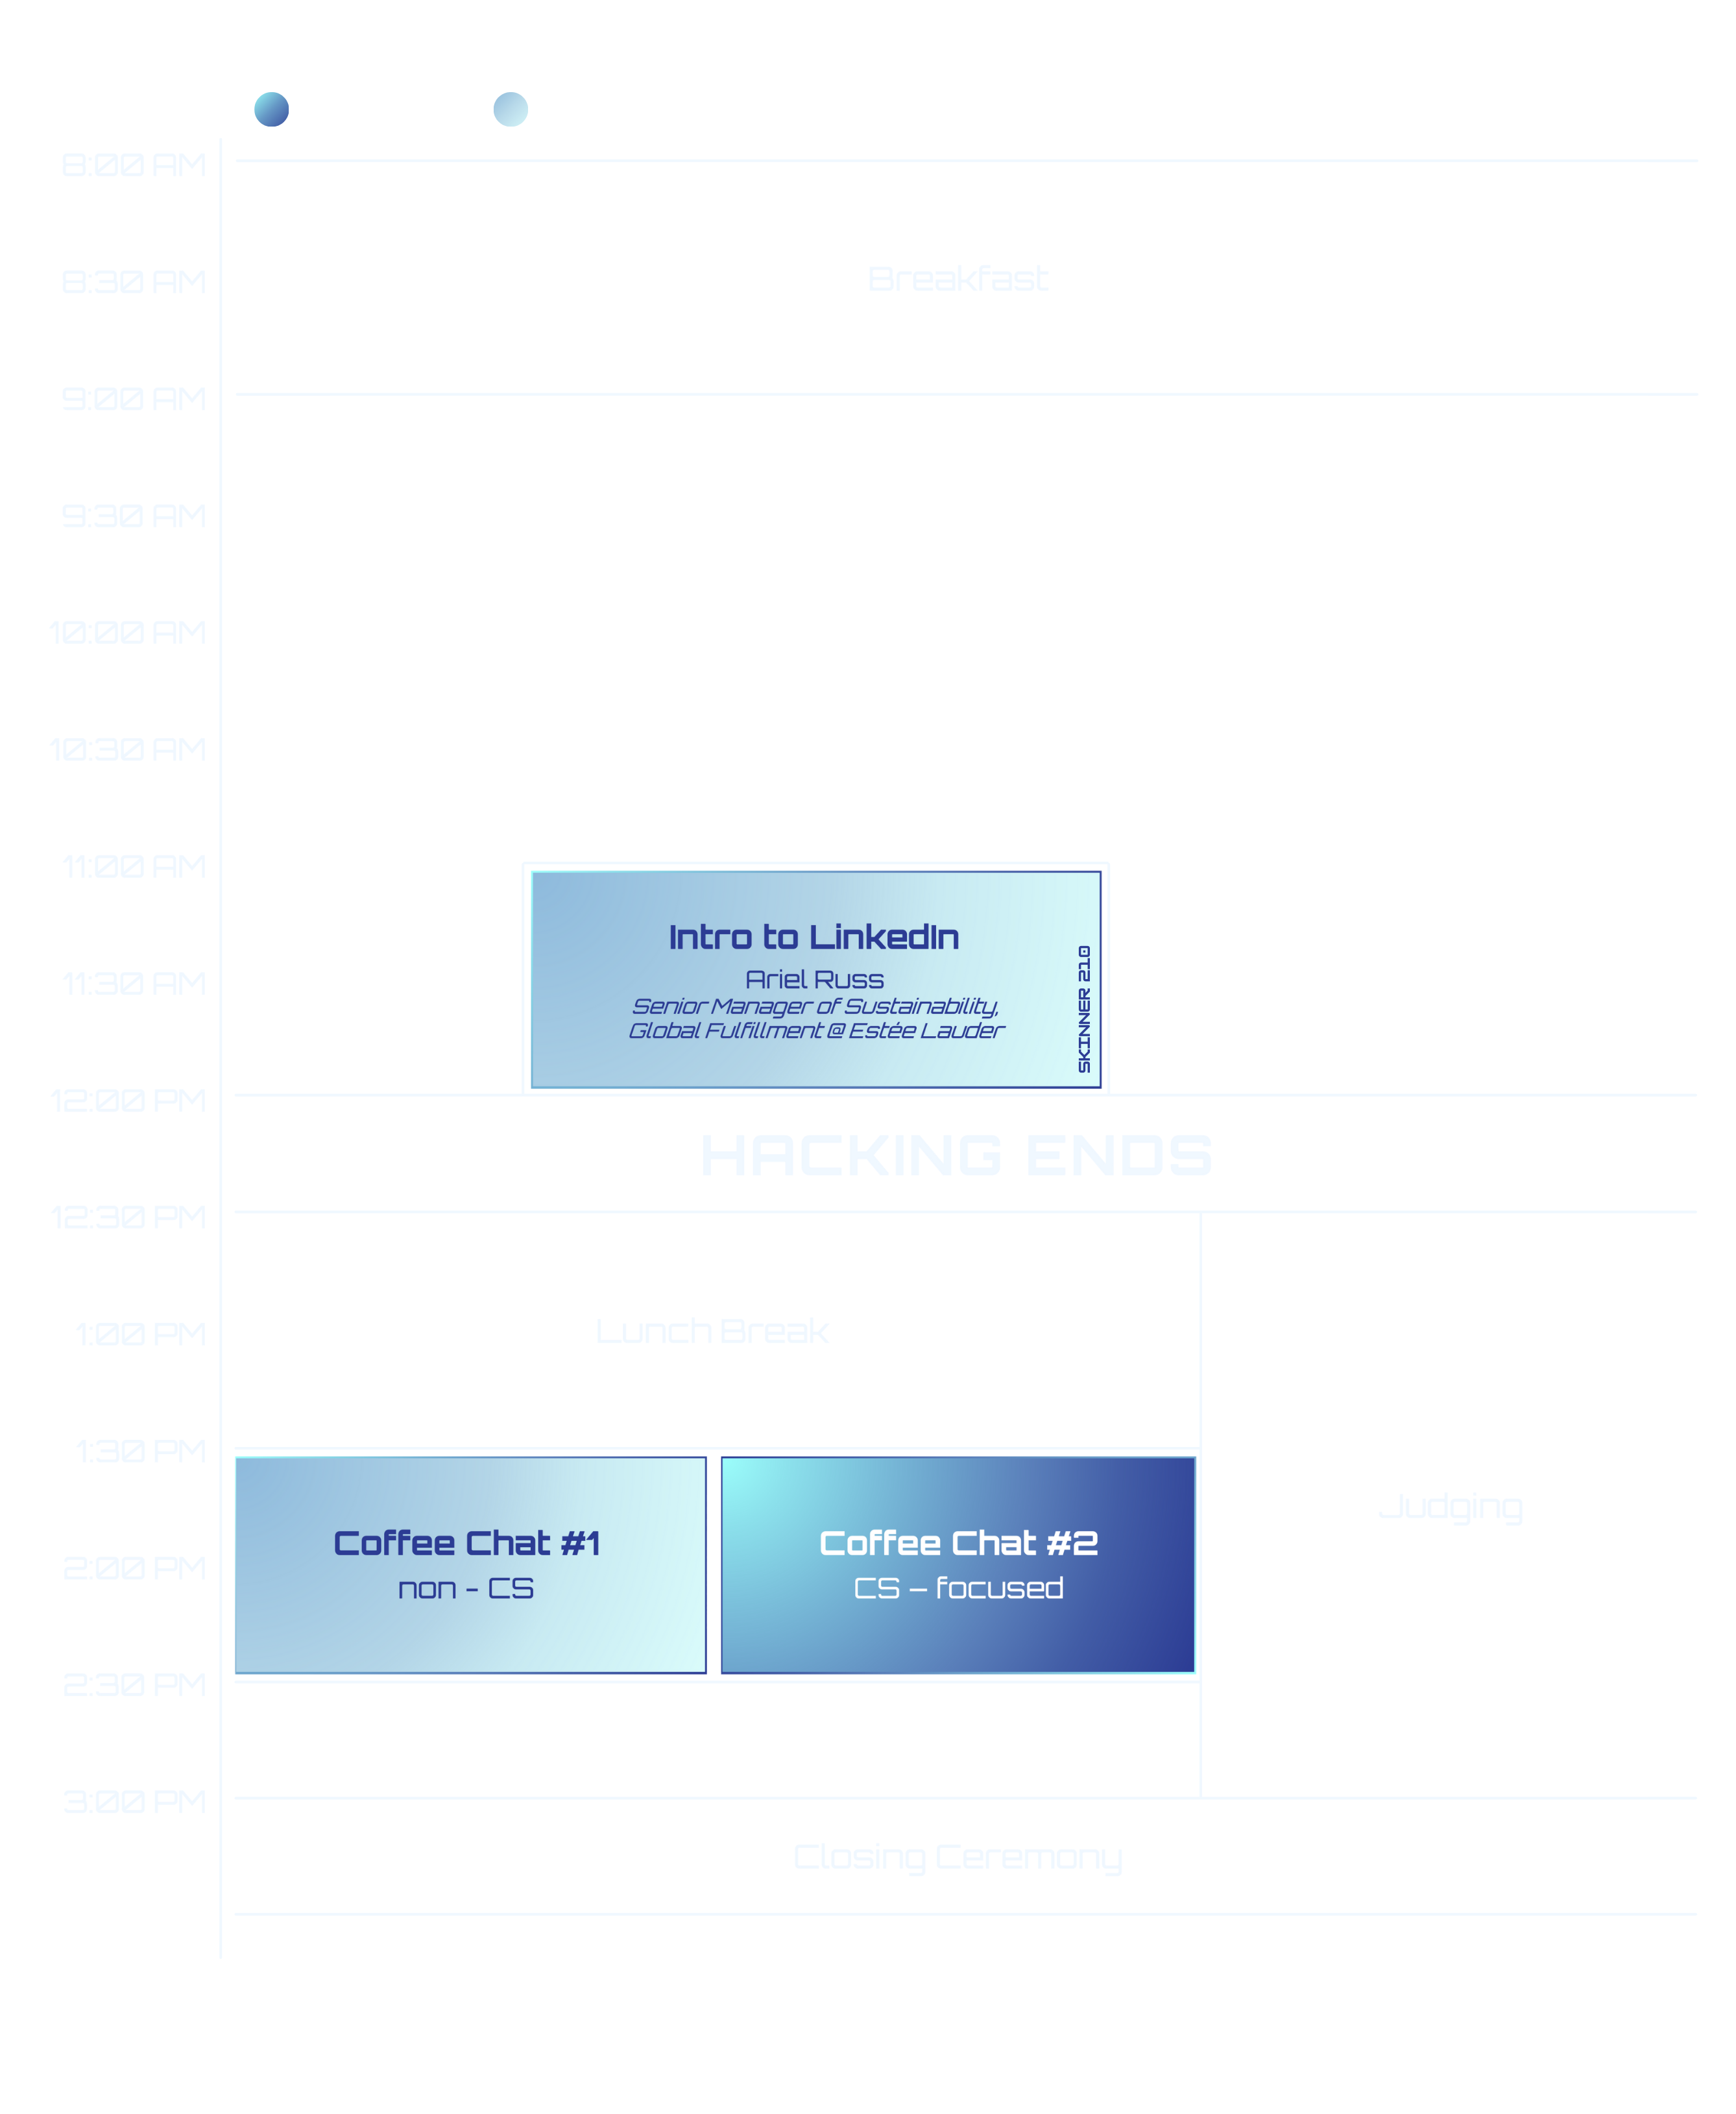 8:00 AM
8:30 AM
Breakfast
9:00 AM
9:30 AM
10:00 AM
10:30 AM
11:00 AM
Intro to LinkedIn
Ariel Russ
Senior Manager of Sustainability,
Global Fulfillment @ Estée Lauder
SKINNER 210
11:30 AM
12:00 PM
HACKING ENDS
12:30 PM
Lunch Break
1:00 PM
1:30 PM
Judging
Coffee Chat #1
non - CS
Coffee Chat #2
CS – focused
2:00 PM
2:30 PM
3:00 PM
Closing Ceremony